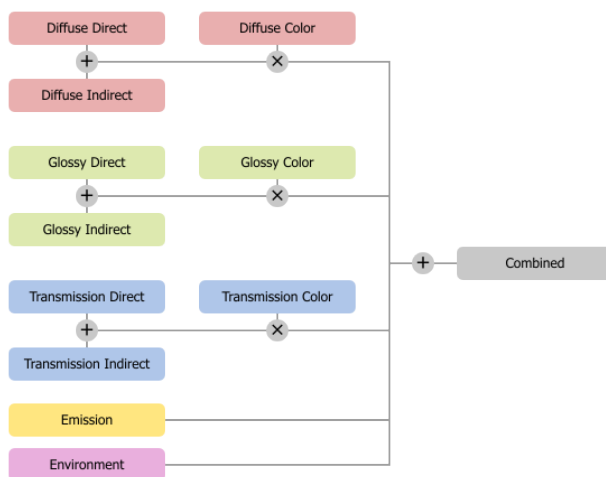 Diffuse Direct
Diffuse Color
+
×
Diffuse Indirect
Glossy Direct
Glossy Color
+
×
Glossy Indirect
+
Combined
Transmission Direct
Transmission Color
+
×
Transmission Indirect
Emission
Environment